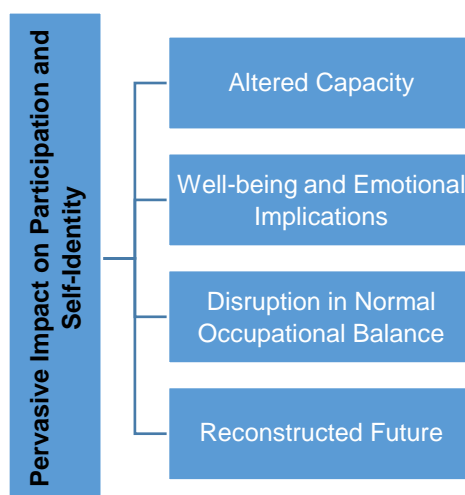 Pervasive Impact on Participation and
Self-Identity
Altered Capacity
Well-being and Emotional
Implications
Disruption in Normal
Occupational Balance
Reconstructed Future